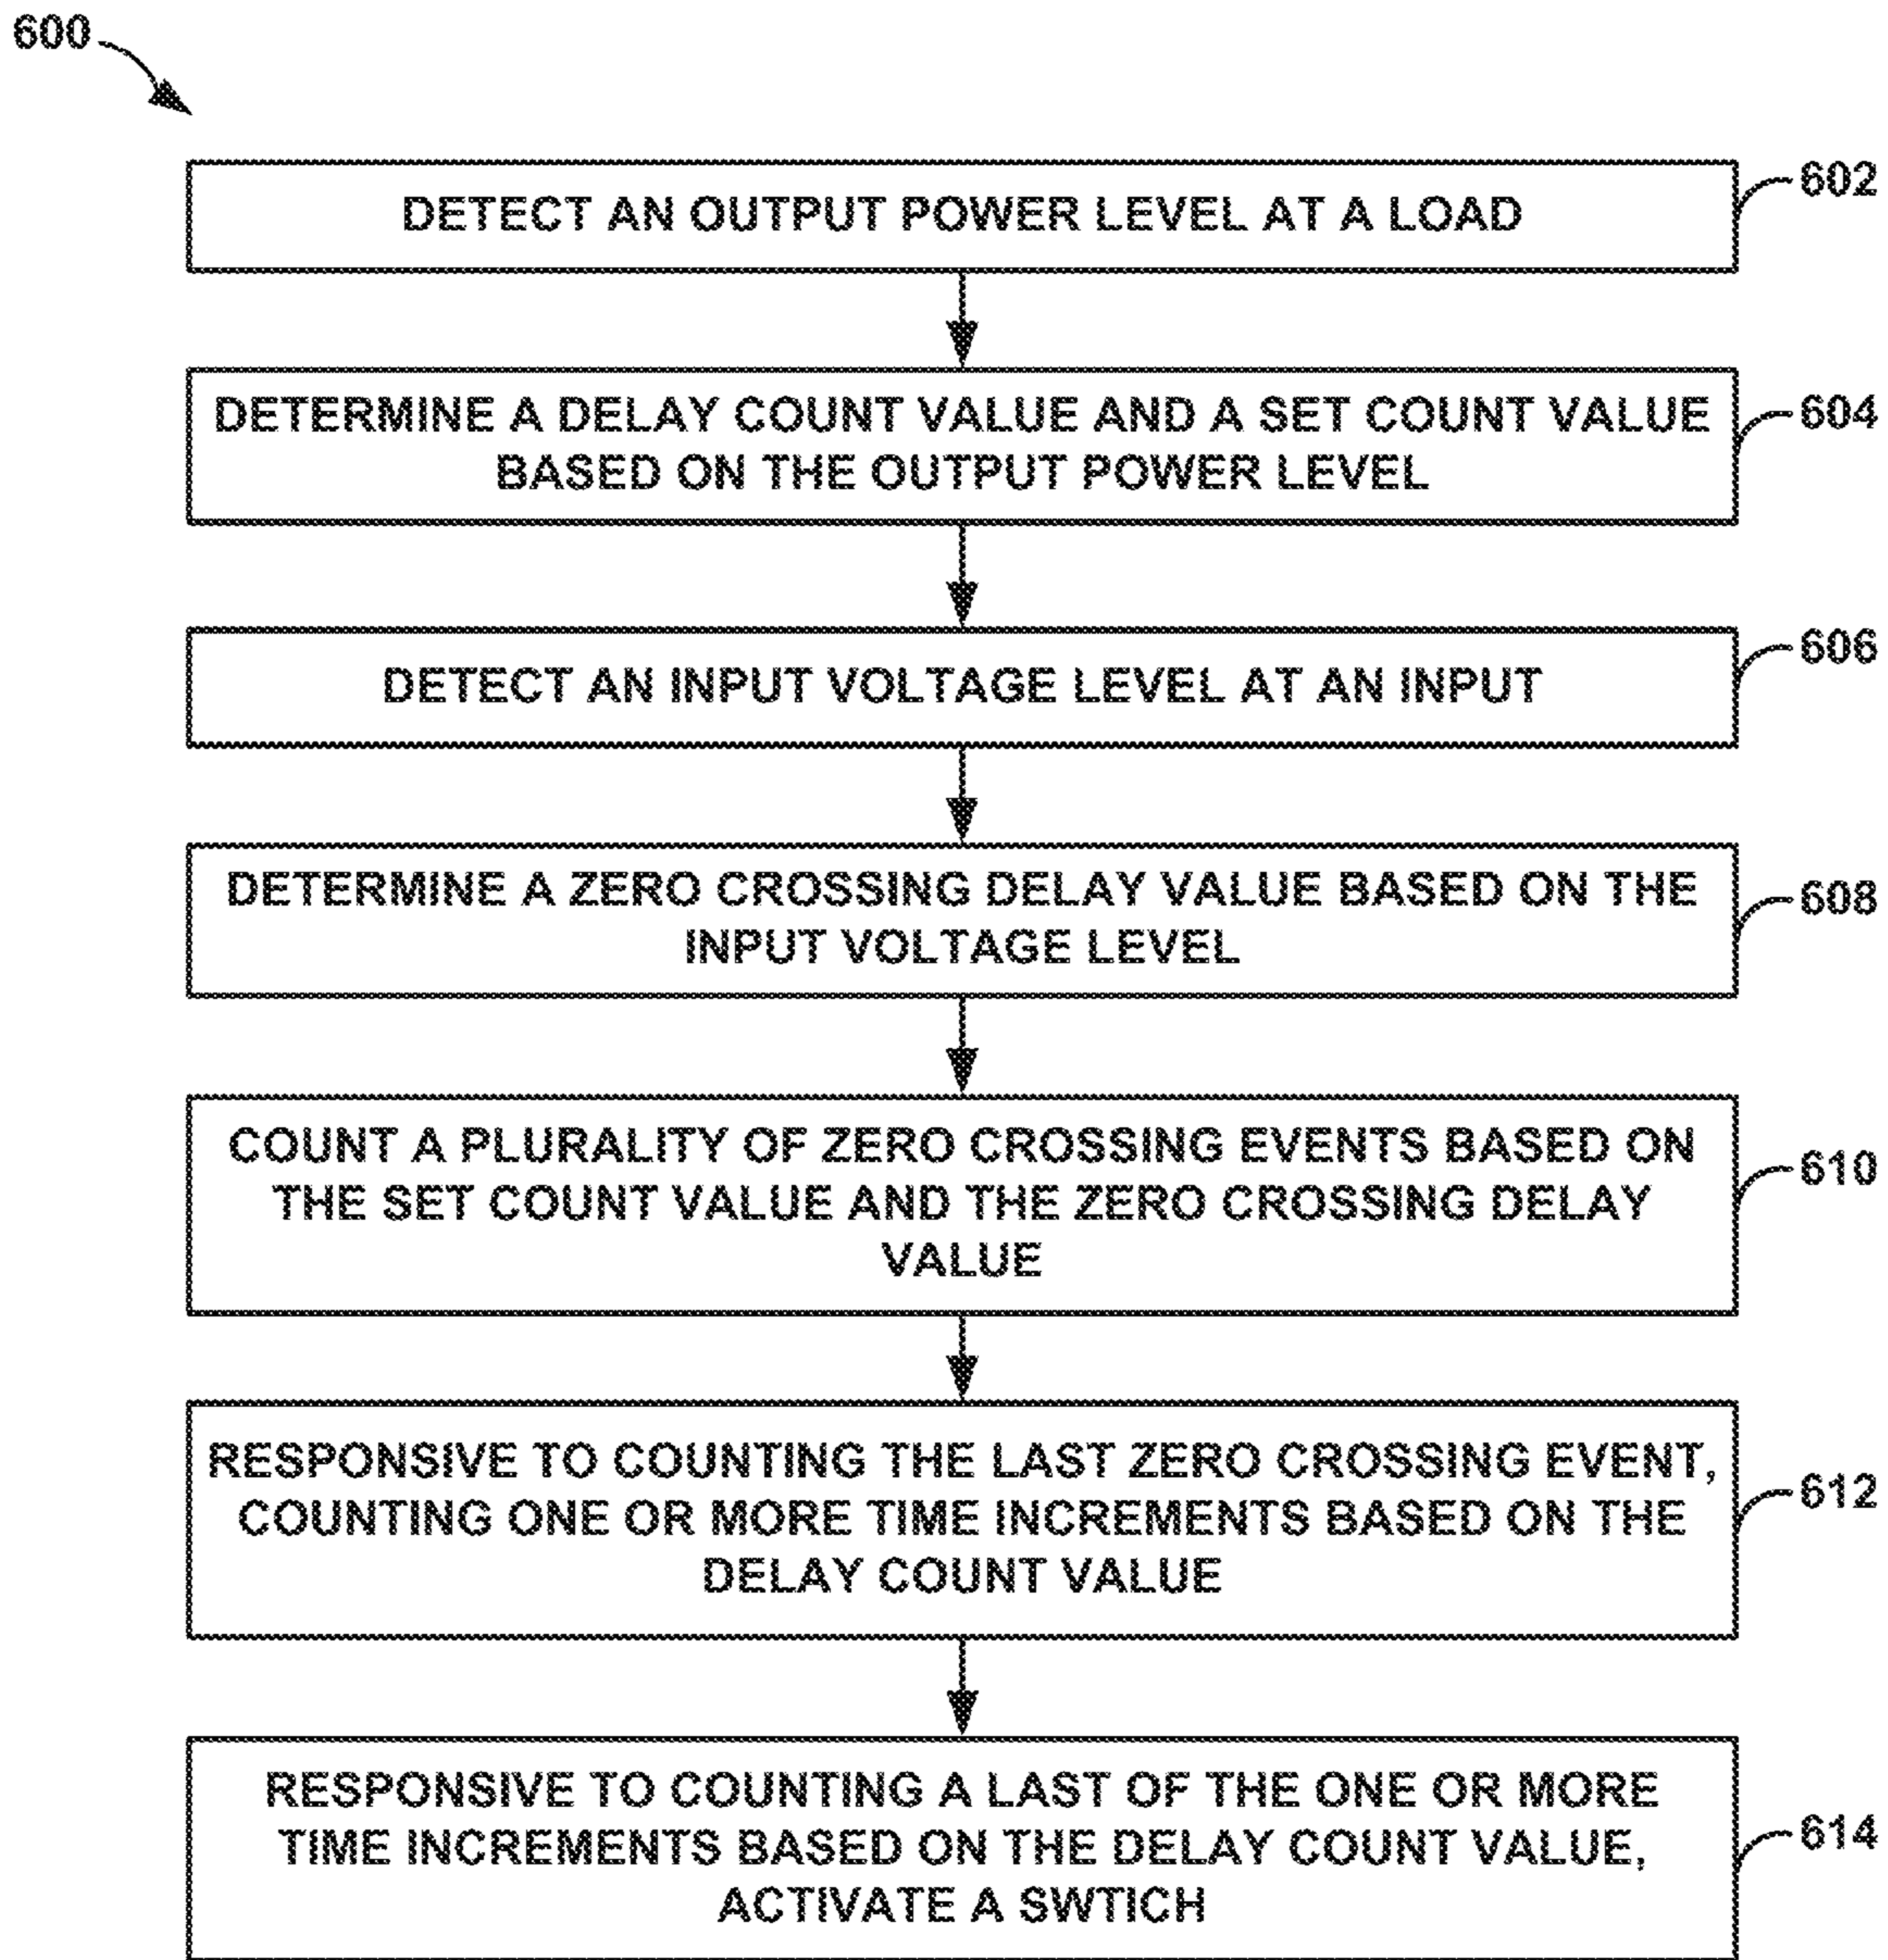 600
DETECT AN OUTPUT POWER LEVEL AT A LOAD
602
DETERMINE A DELAY COUNT VALUE AND A SET COUNT VALUE
BASED ON THE OUTPUT POWER LEVEL
604
DETECT AN INPUT VOLTAGE LEVEL AT AN INPUT
606
DETERMINE A ZERO CROSSING DELAY VALUE BASED ON THE
INPUT VOLTAGE LEVEL
608
COUNT A PLURALITY OF ZERO CROSSING EVENTS BASED ON
THE SET COUNT VALUE AND THE ZERO CROSSING DELAY
VALUE
610
RESPONSIVE TO COUNTING THE LAST ZERO CROSSING EVENT,
COUNTING ONE OR MORE TIME INCREMENTS BASED ON THE
DELAY COUNT VALUE
612
RESPONSIVE TO COUNTING A LAST OF THE ONE OR MORE
TIME INCREMENTS BASED ON THE DELAY COUNT VALUE,
ACTIVATE A SWTICH
614